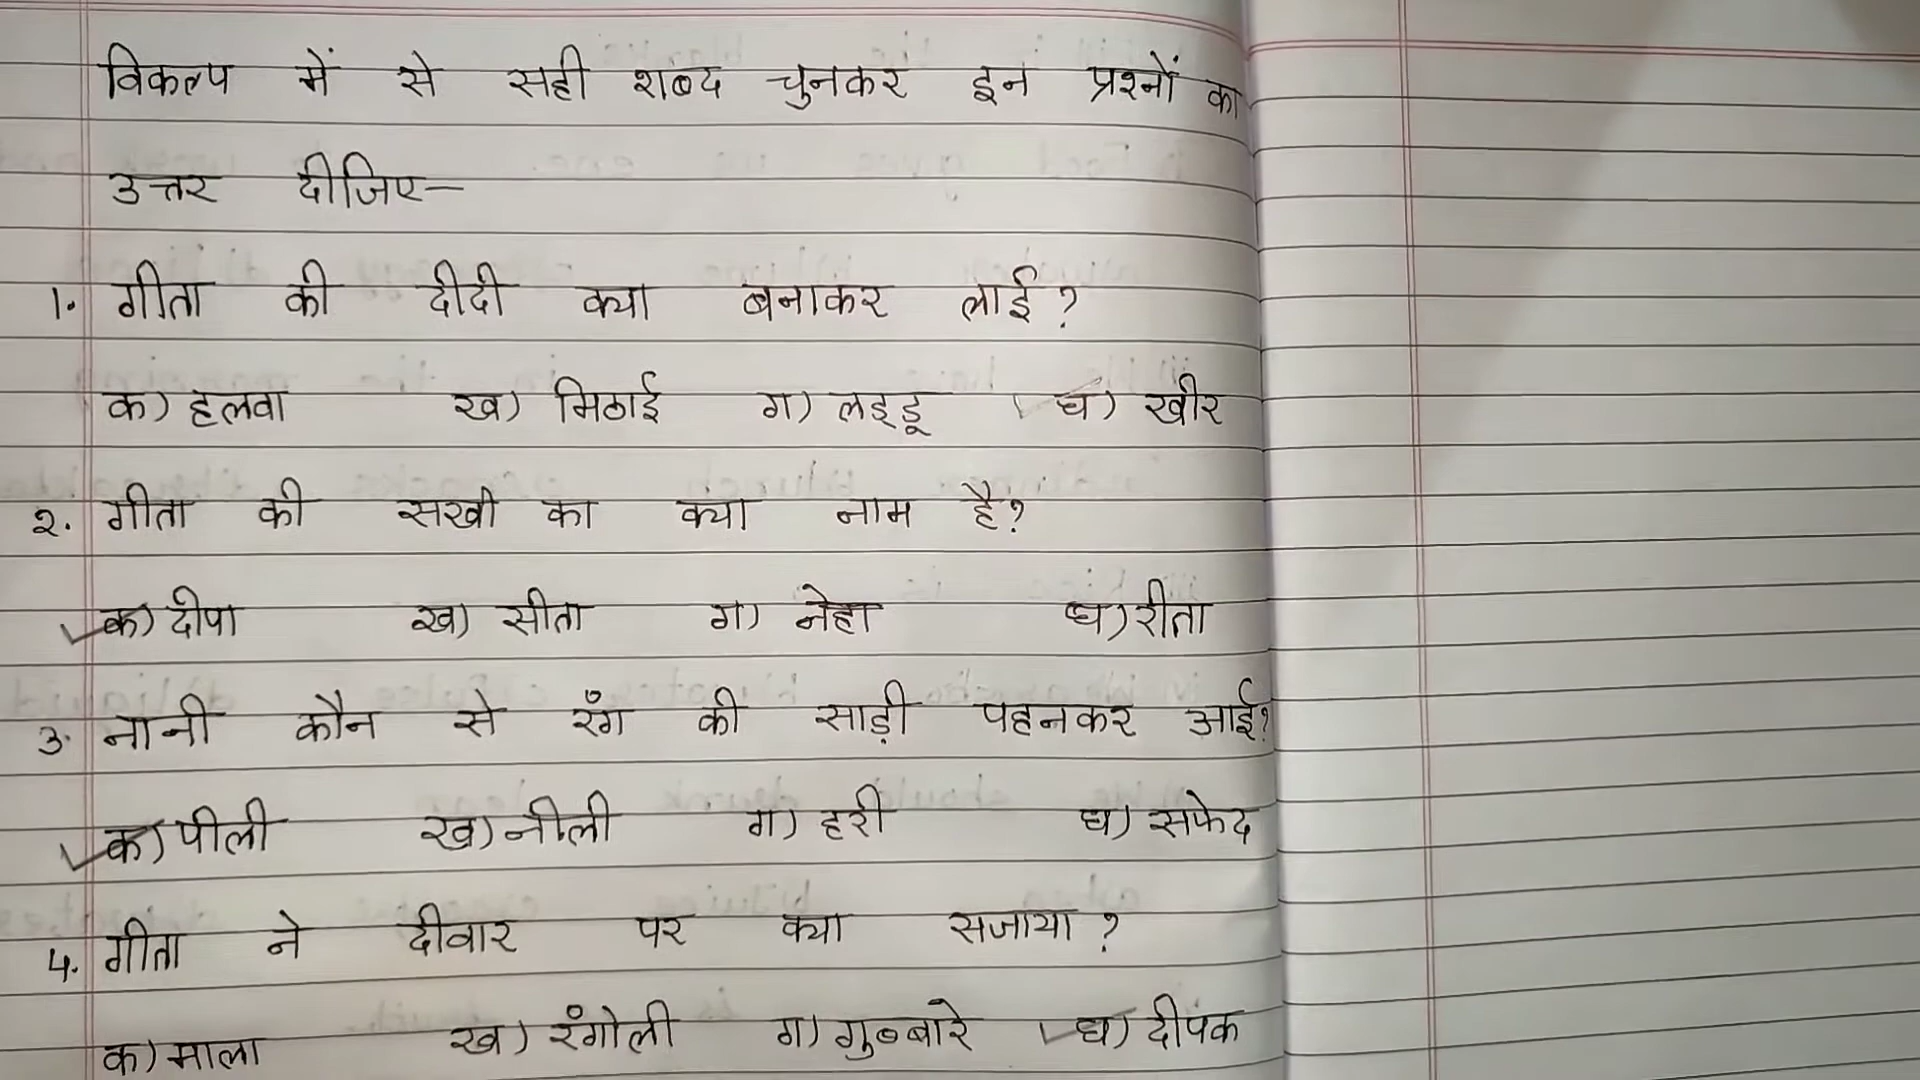 विकल्प में से सही शब्द चुनकर इन प्रश्नों का
उत्तर दीजिए-
1. गीता की दीदी क्या बनाकर लाई?
क) हलवा ख) मिठाई ग) लड्डू घ) खीर
२. गीता की सखी का क्या नाम है?
क) दीपा ख) सीता ग) नेहा घ) रीता
3. नानी कौन से रंग की साड़ी पहनकर आई?
क) पीली ख) नीली ग) हरी घ) सफेद
4. गीता ने दीवार पर क्या सजाया?
क) माला ख) रंगोली ग) गुब्बारे घ) दीपक